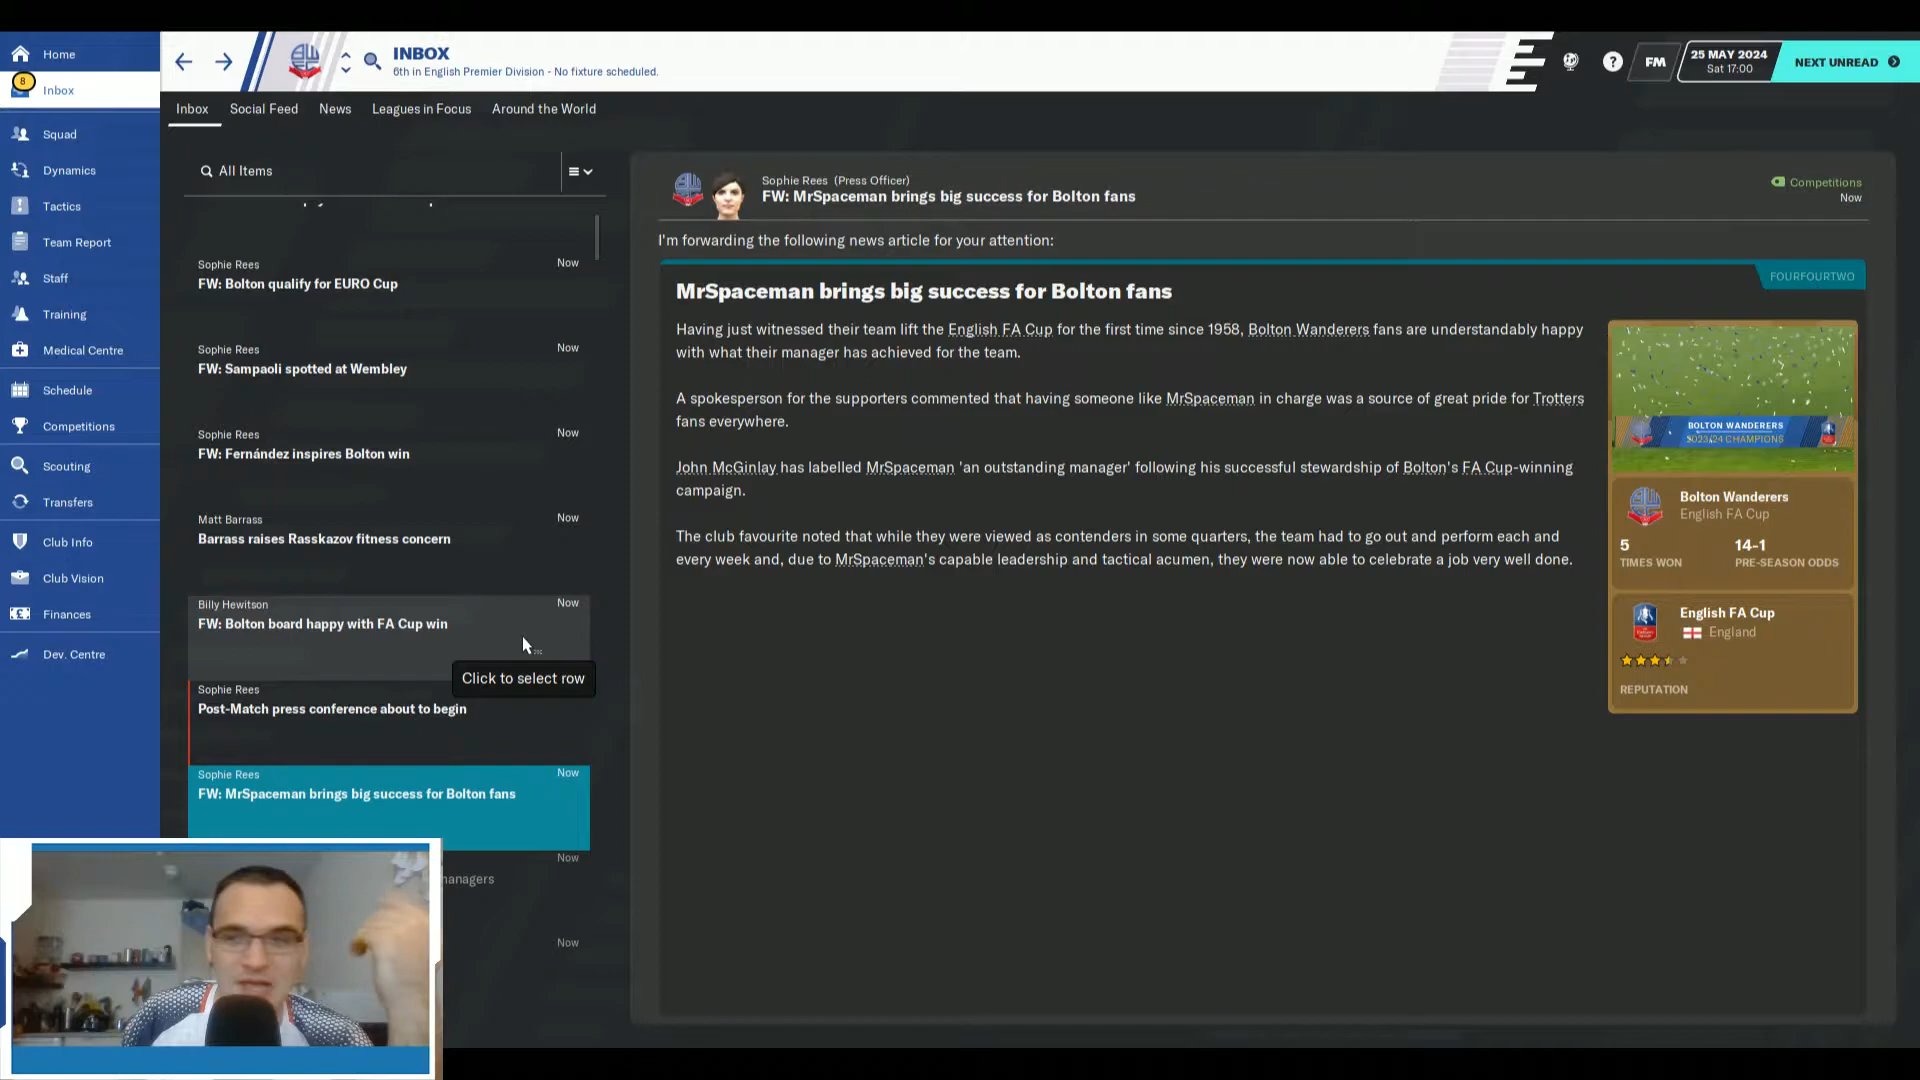 Home
INBOX
6th in English Premier Division - No fixture scheduled.
FM
25 MAY 2024
Sat 17:00
NEXT UNREAD
8
Inbox
Inbox
Social Feed
News
Leagues in Focus
Around the World
Squad
Dynamics
Tactics
Team Report
Staff
Training
Medical Centre
Schedule
Competitions
Scouting
Transfers
Club Info
Club Vision
Finances
Dev. Centre
All Items
Sophie Rees
Now
FW: Bolton qualify for EURO Cup
Sophie Rees
Now
FW: Sampaoli spotted at Wembley
Sophie Rees
Now
FW: Fernández inspires Bolton win
Matt Barrass
Now
Barrass raises Rasskazov fitness concern
Billy Hewitson
Now
FW: Bolton board happy with FA Cup win
Click to select row
Sophie Rees
Post-Match press conference about to begin
Sophie Rees
Now
FW: MrSpaceman brings big success for Bolton fans
Now
managers
Now
Sophie Rees (Press Officer)
FW: MrSpaceman brings big success for Bolton fans
Competitions
Now
I'm forwarding the following news article for your attention:
FOURFOURTWO
MrSpaceman brings big success for Bolton fans
Having just witnessed their team lift the English FA Cup for the first time since 1958, Bolton Wanderers fans are understandably happy
with what their manager has achieved for the team.
A spokesperson for the supporters commented that having someone like MrSpaceman in charge was a source of great pride for Trotters
fans everywhere.
John McGinlay has labelled MrSpaceman 'an outstanding manager' following his successful stewardship of Bolton's FA Cup-winning
campaign.
The club favourite noted that while they were viewed as contenders in some quarters, the team had to go out and perform each and
every week and, due to MrSpaceman's capable leadership and tactical acumen, they were now able to celebrate a job very well done.
BOLTON WANDERERS
2023/24 CHAMPIONS
Bolton Wanderers
English FA Cup
5
TIMES WON
14-1
PRE-SEASON ODDS
English FA Cup
England
REPUTATION